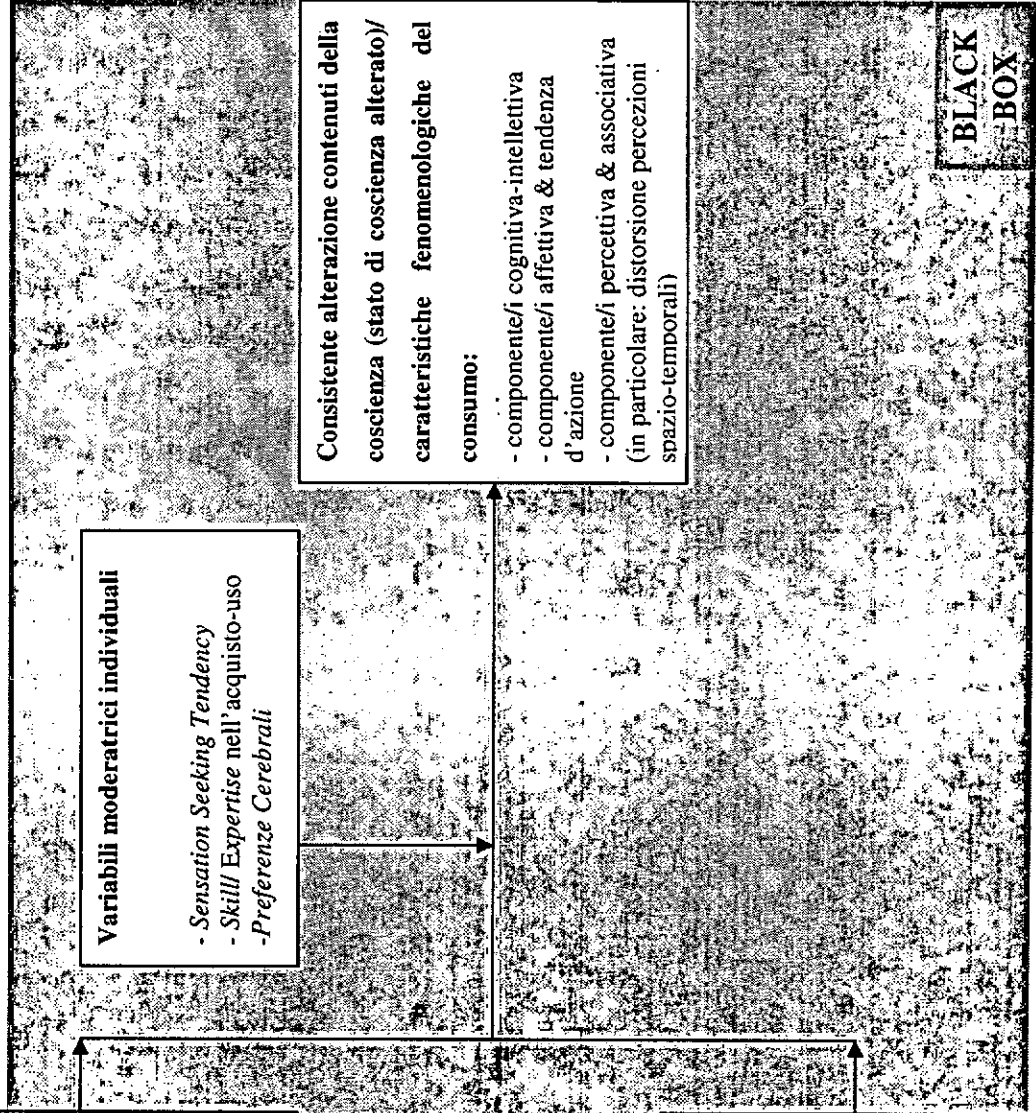 Variabili moderatrici individuali
- Sensation Seeking Tendency
- Skill/ Expertise nell'acquisto-uso
-Preferenze Cerebrali
Consistente alterazione contenuti della
coscienza (stato di coscienza alterato)/
caratteristiche fenomenologiche del
consumo:
- componente/i cognitiva-intellettiva
- componente/i affettiva & tendenza
d'azione
- componente/i percettiva & associativa
(in particolare: distorsione percezioni
spazio-temporali)
BLACK
BOX